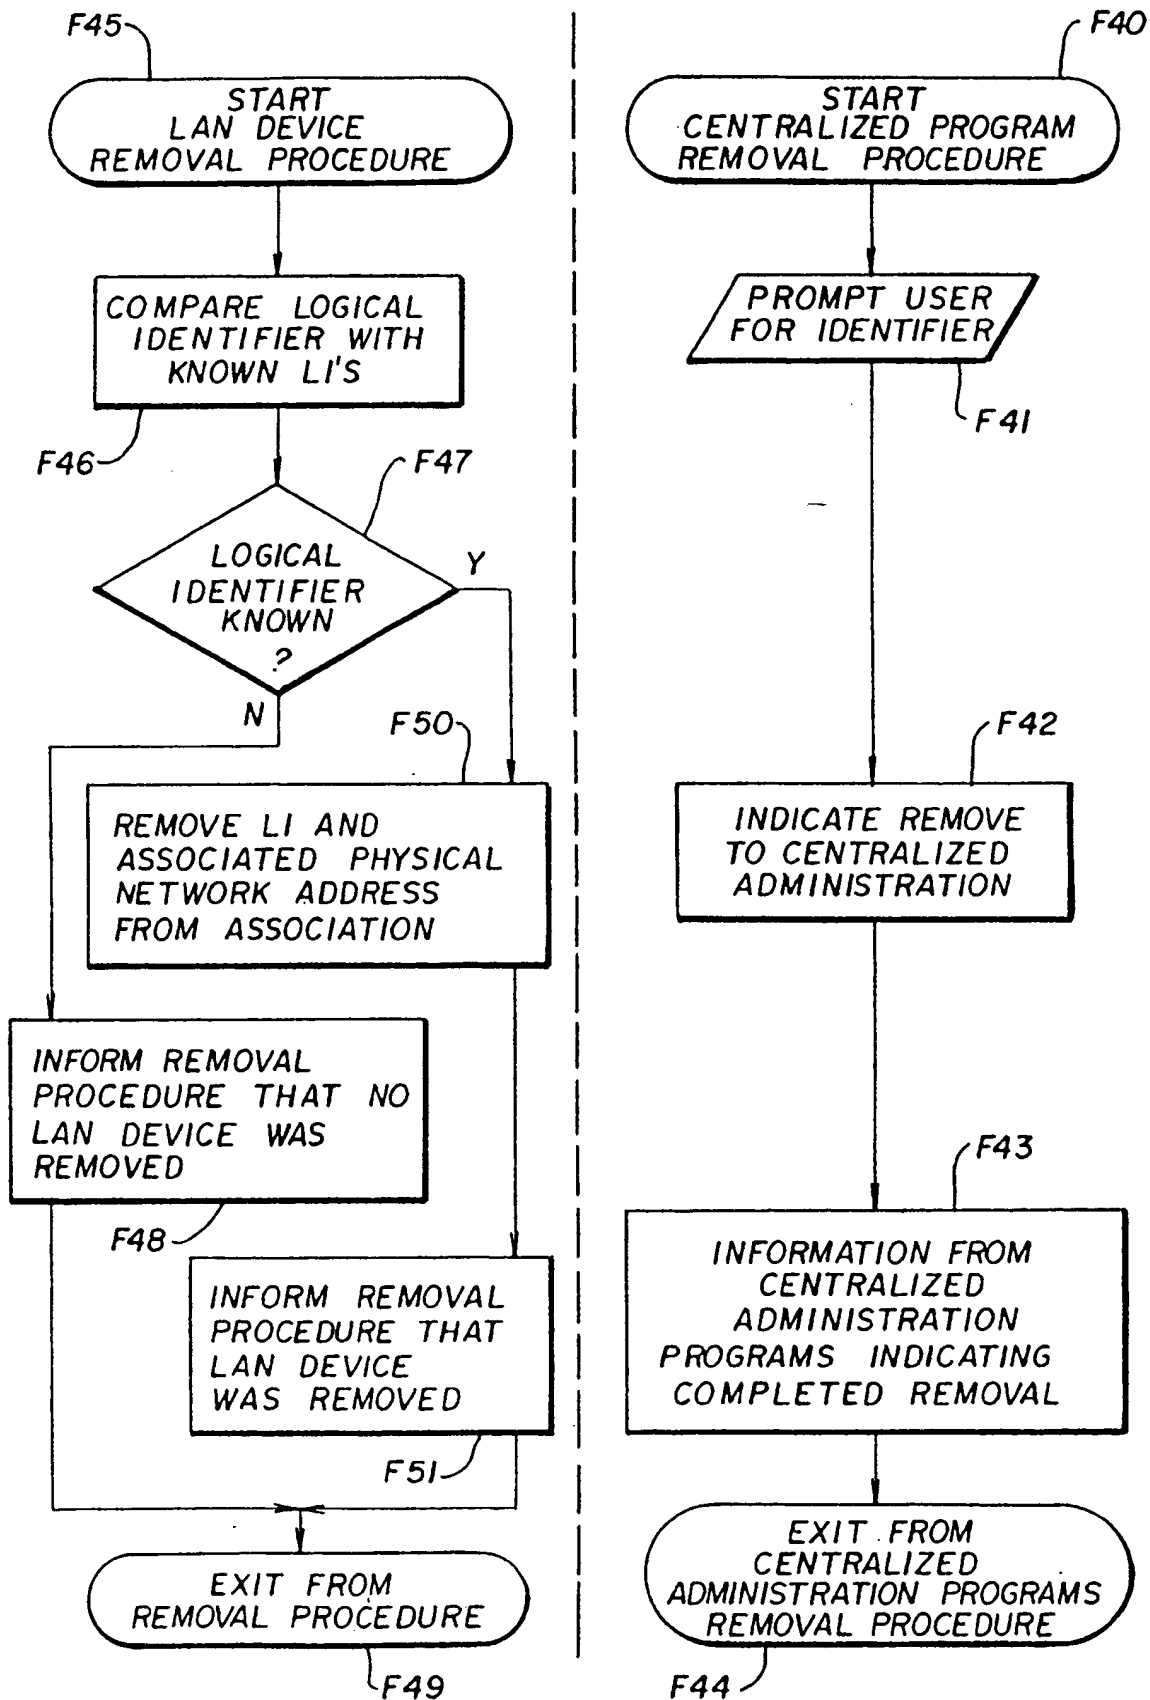 F45
START
LAN DEVICE
REMOVAL PROCEDURE
COMPARE LOGICAL
IDENTIFIER WITH
KNOWN LI'S
F46
F47
LOGICAL
IDENTIFIER
KNOWN
?
Y
N
F50
REMOVE LI AND
ASSOCIATED PHYSICAL
NETWORK ADDRESS
FROM ASSOCIATION
INFORM REMOVAL
PROCEDURE THAT NO
LAN DEVICE WAS
REMOVED
F48
INFORM REMOVAL
PROCEDURE THAT
LAN DEVICE
WAS REMOVED
F51
EXIT FROM
REMOVAL PROCEDURE
F49
F40
START
CENTRALIZED PROGRAM
REMOVAL PROCEDURE
PROMPT USER
FOR IDENTIFIER
F41
F42
INDICATE REMOVE
TO CENTRALIZED
ADMINISTRATION
F43
INFORMATION FROM
CENTRALIZED
ADMINISTRATION
PROGRAMS INDICATING
COMPLETED REMOVAL
EXIT FROM
CENTRALIZED
ADMINISTRATION PROGRAMS
REMOVAL PROCEDURE
F44